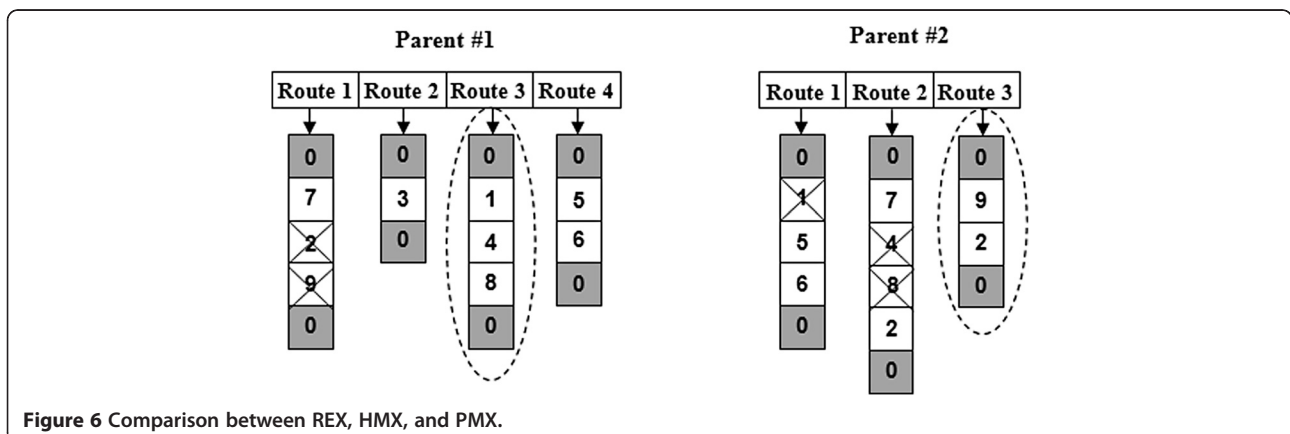 Parent #1
Parent #2
Route 1 Route 2 Route 3 Route 4
Route 1 Route 2 Route 3
0 0 0 0 0 0 0
7 3 1 5 1 7 9
2 0 4 6 5 4 2
9 8 0 6 8 0
0 0 0 2
0
Figure 6 Comparison between REX, HMX, and PMX.